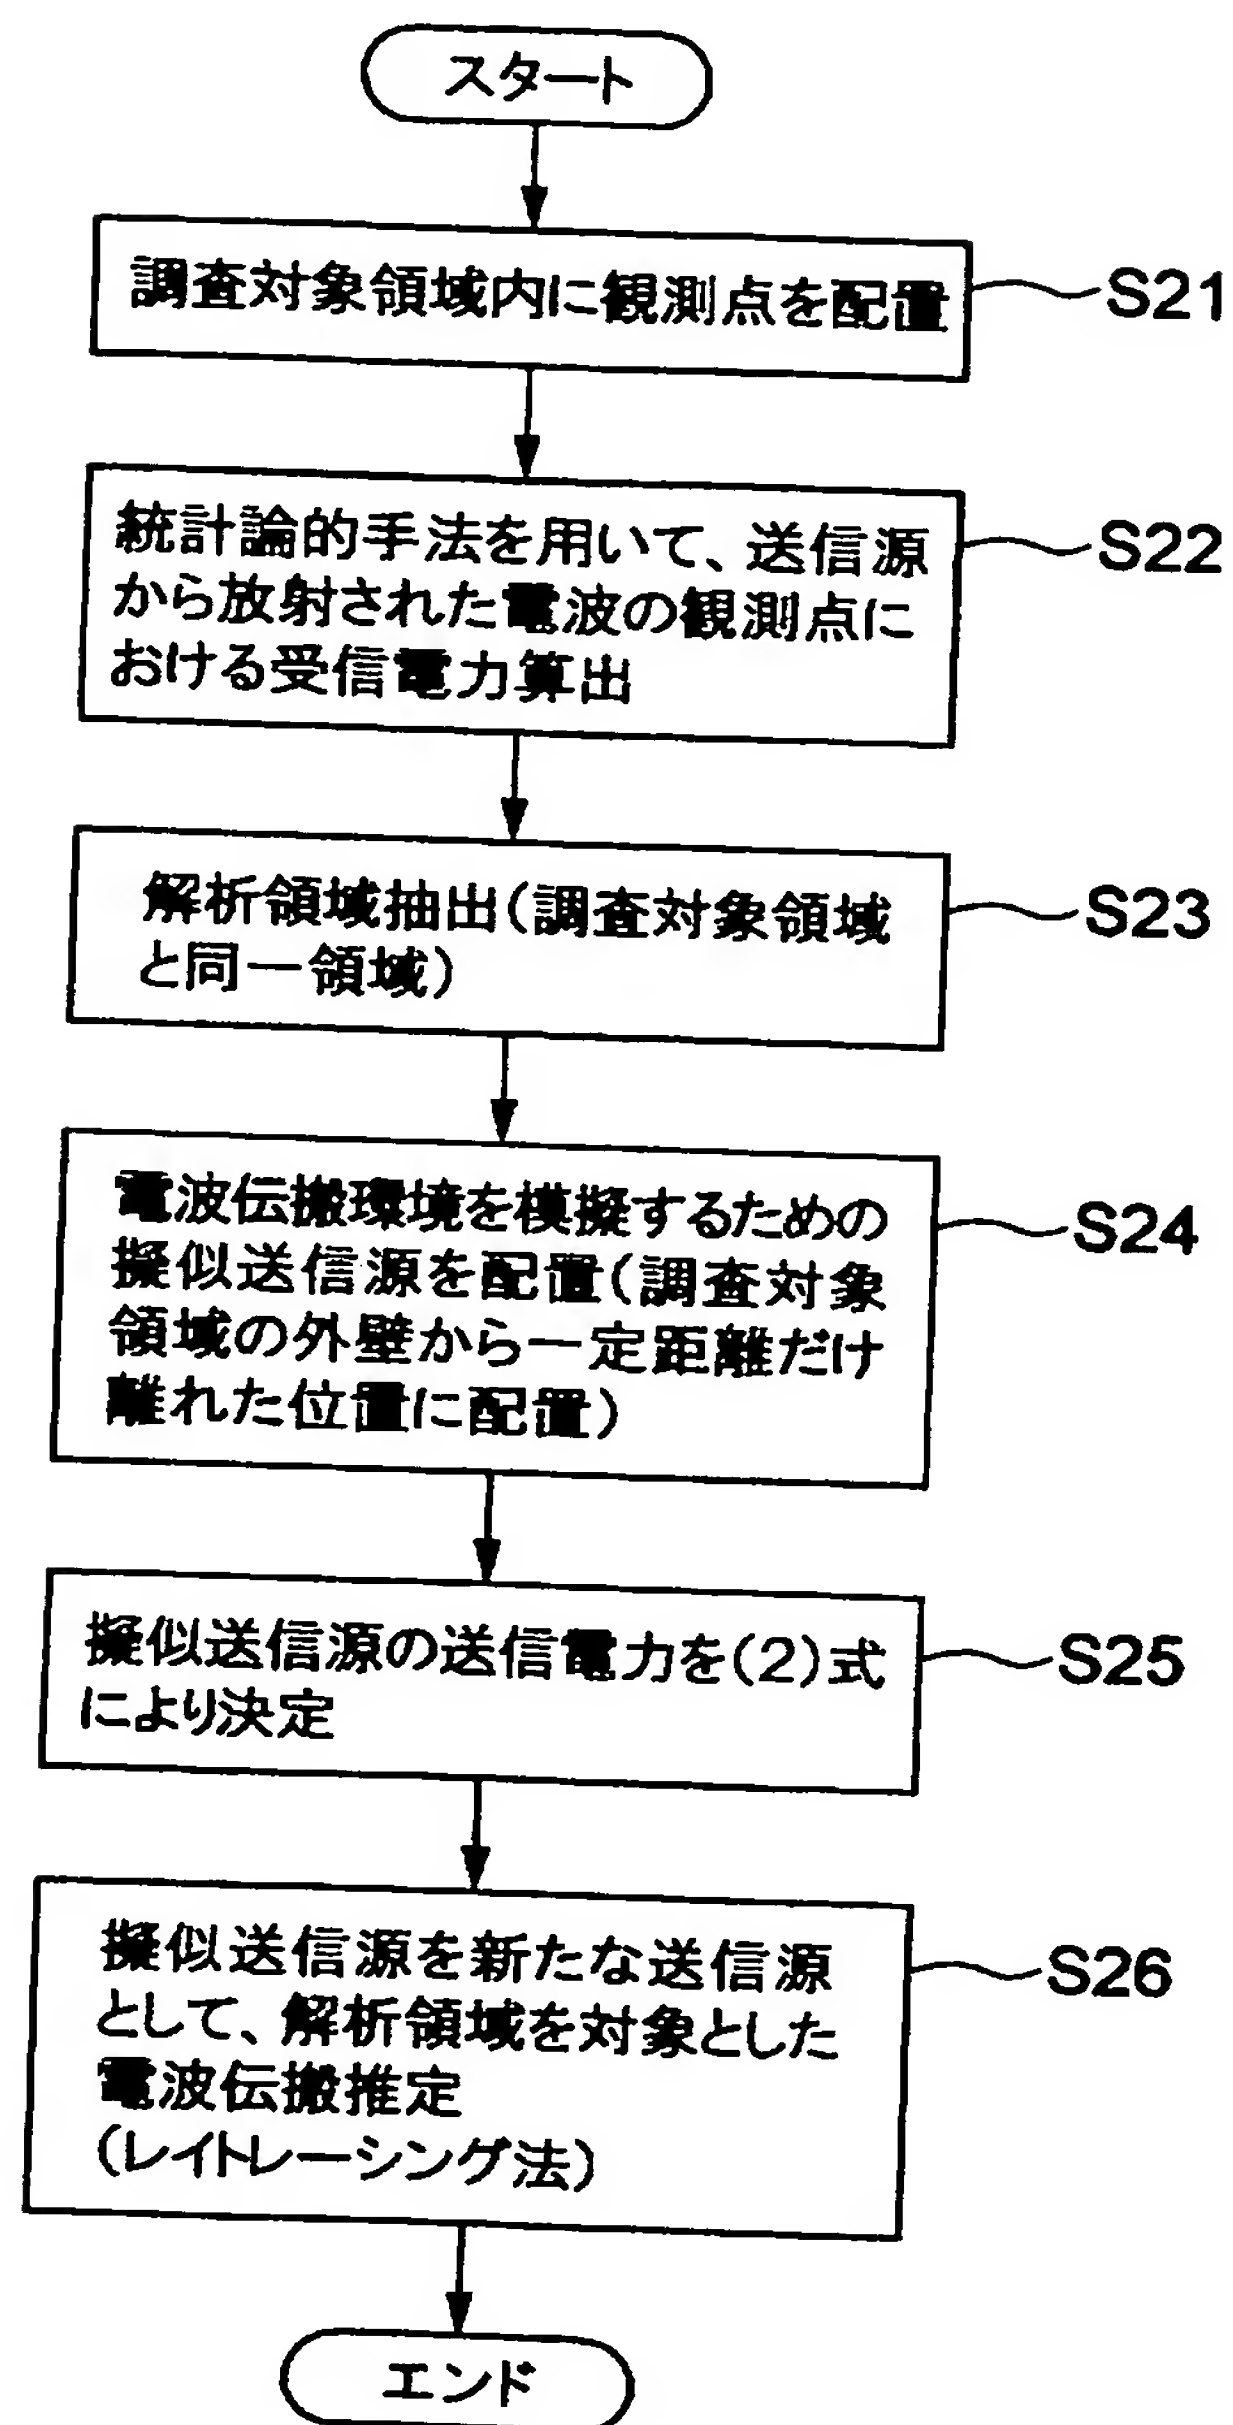 スタート
調査対象領域内に観測点を配置
S21
統計論的手法を用いて、送信源
から放射された電波の観測点に
おける受信電力算出
S22
解析領域抽出（調査対象領域
と同一領域）
S23
電波伝搬環境を模擬するための
擬似送信源を配置（調査対象
領域の外壁から一定距離だけ
離れた位置に配置）
S24
擬似送信源の送信電力を（2）式
により決定
S25
擬似送信源を新たな送信源
として、解析領域を対象とした
電波伝搬推定
（レイトレーシング法）
S26
エンド